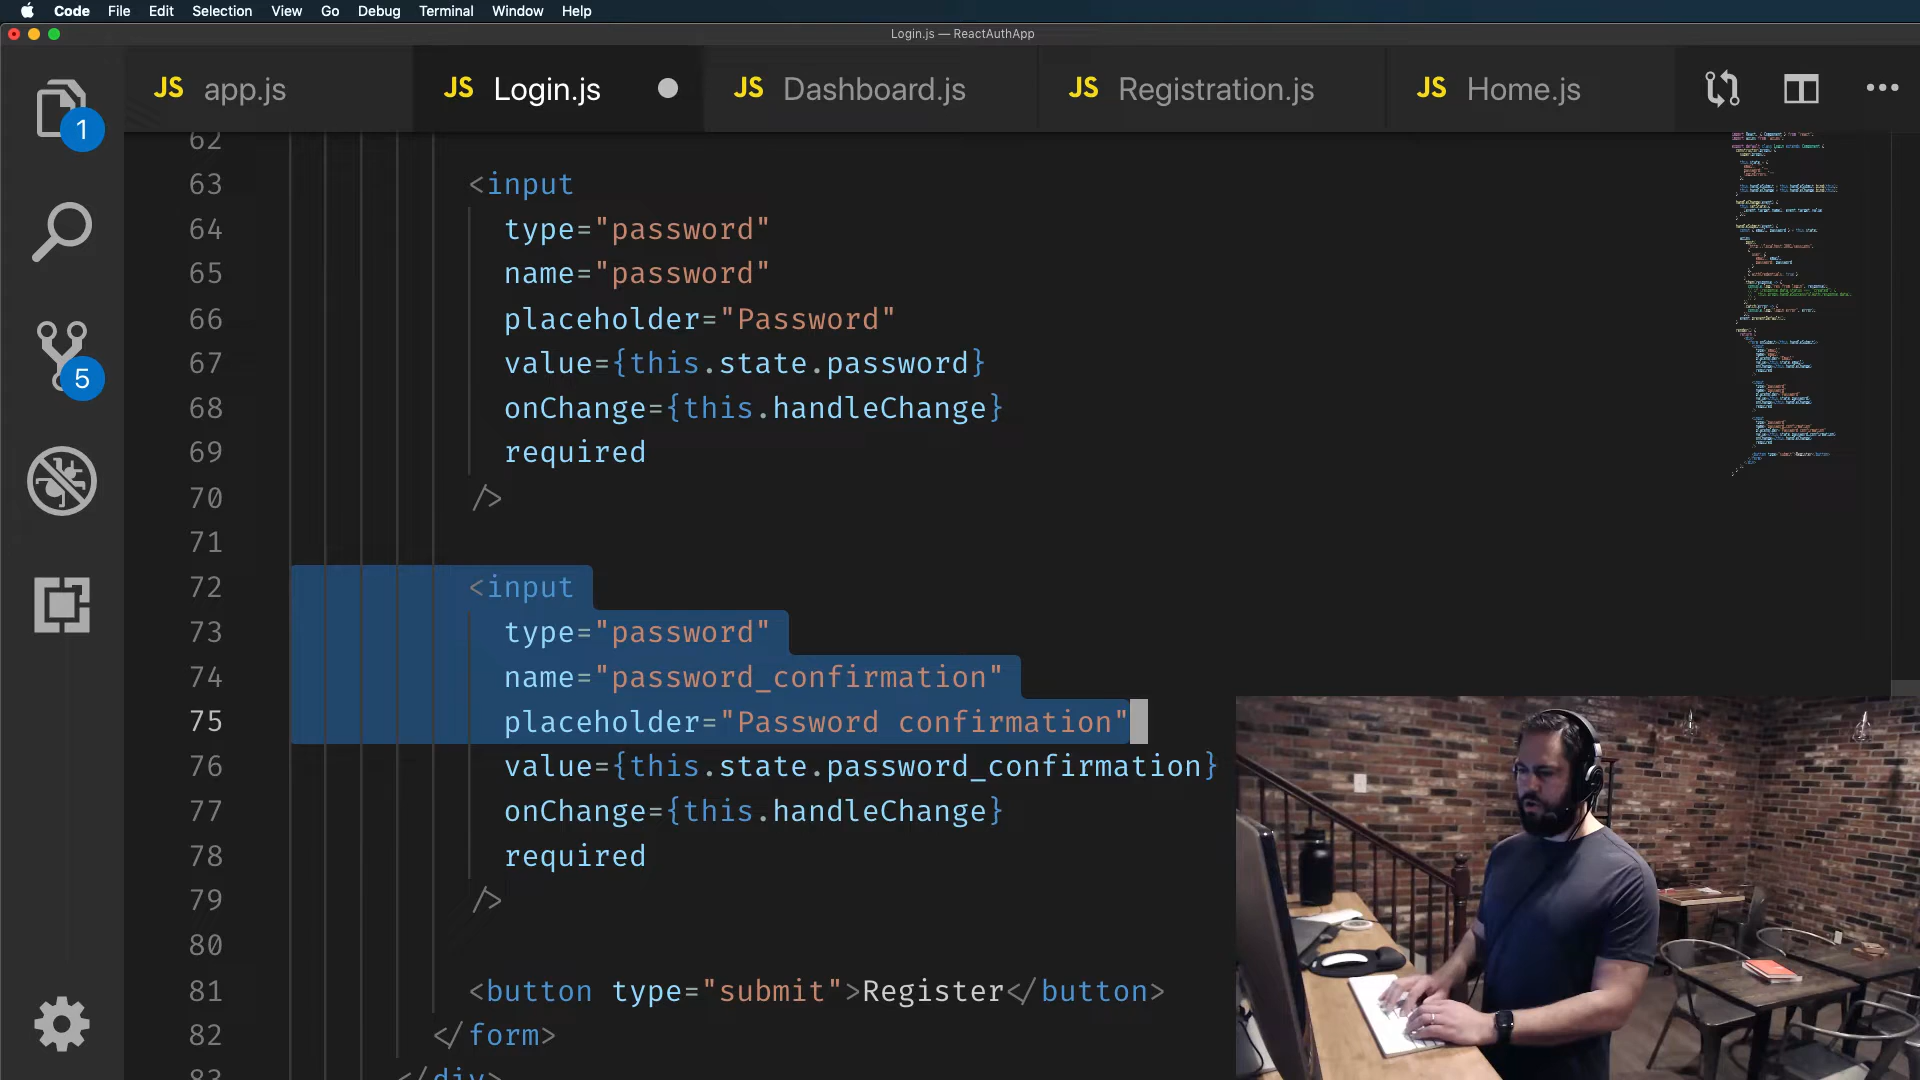 Code File Edit Selection View Go Debug Terminal Window Help
Login.js — ReactAuthApp
JS app.js JS Login.js JS Dashboard.js JS Registration.js JS Home.js
1
5
62
63 <input
64 type="password"
65 name="password"
66 placeholder="Password"
67 value={this.state.password}
68 onChange={this.handleChange}
69 required
70 />
71
72 <input
73 type="password"
74 name="password_confirmation"
75 placeholder="Password confirmation"
76 value={this.state.password_confirmation}
77 onChange={this.handleChange}
78 required
79 />
80
81 <button type="submit">Register</button>
82 </form>
83 </div>